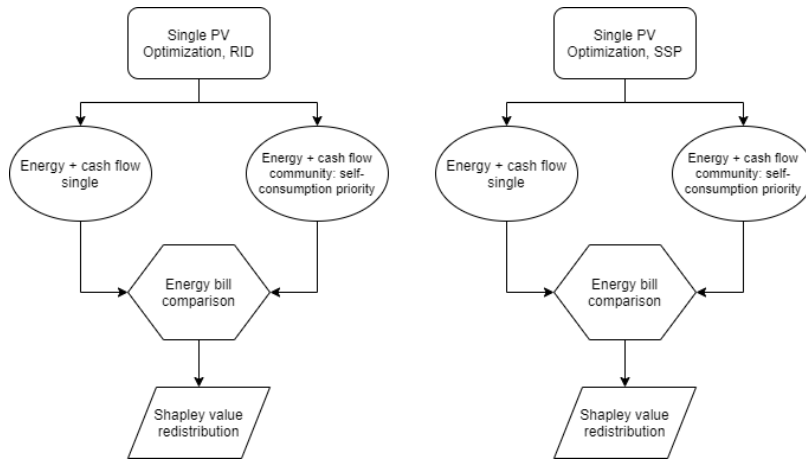 Single PV
Optimization, RID
Energy + cash flow
single
Energy + cash flow
community: self-
consumption priority
Energy bill
comparison
Shapley value
redistribution
Single PV
Optimization, SSP
Energy + cash flow
single
Energy + cash flow
community: self-
consumption priority
Energy bill
comparison
Shapley value
redistribution